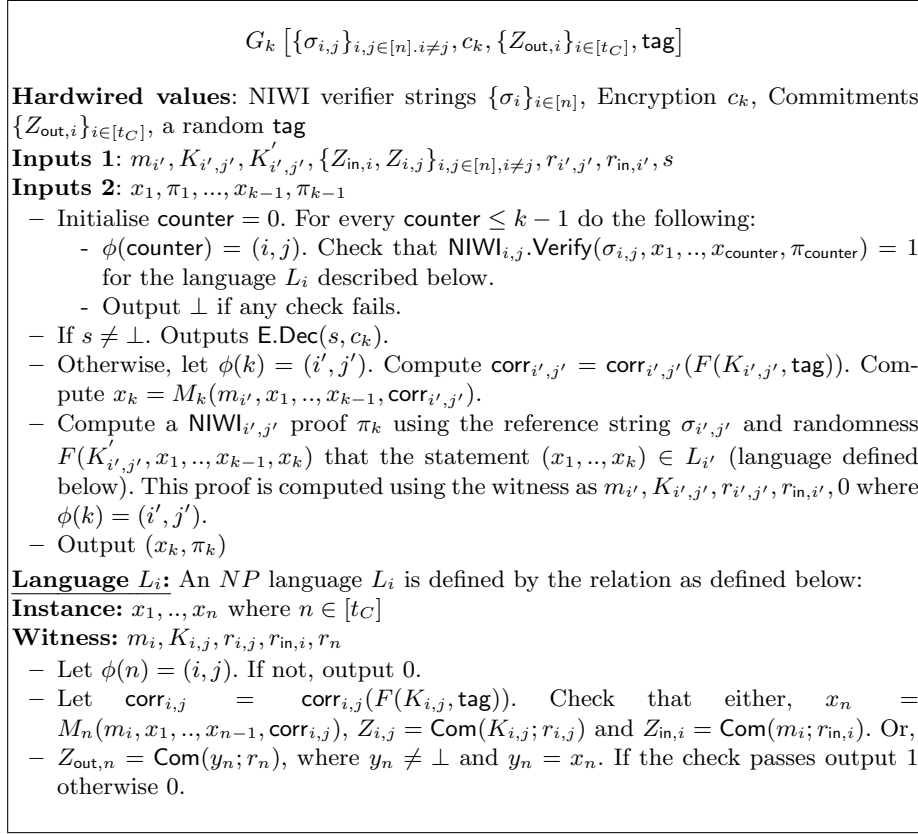 G_k [{σ_{i,j}}_{i,j∈[n].i≠j}, c_k, {Z_{out,i}}_{i∈[t_C]}, tag]
Hardwired values: NIWI verifier strings {σ_i}_{i∈[n]}, Encryption c_k, Commitments
{Z_{out,i}}_{i∈[t_C]}, a random tag
Inputs 1: m_{i′}, K_{i′,j′}, K^′_{i′,j′}, {Z_{in,i}, Z_{i,j}}_{i,j∈[n],i≠j}, r_{i′,j′}, r_{in,i′}, s
Inputs 2: x_1, π_1, ..., x_{k−1}, π_{k−1}
– Initialise counter = 0. For every counter ≤ k − 1 do the following:
- ϕ(counter) = (i, j). Check that NIWI_{i,j}.Verify(σ_{i,j}, x_1, .., x_{counter}, π_{counter}) = 1
for the language L_i described below.
- Output ⊥ if any check fails.
– If s ≠ ⊥. Outputs E.Dec(s, c_k).
– Otherwise, let ϕ(k) = (i′, j′). Compute corr_{i′,j′} = corr_{i′,j′}(F(K_{i′,j′}, tag)). Com-
pute x_k = M_k(m_{i′}, x_1, .., x_{k−1}, corr_{i′,j′}).
– Compute a NIWI_{i′,j′} proof π_k using the reference string σ_{i′,j′} and randomness
F(K^′_{i′,j′}, x_1, .., x_{k−1}, x_k) that the statement (x_1, .., x_k) ∈ L_{i′} (language defined
below). This proof is computed using the witness as m_{i′}, K_{i′,j′}, r_{i′,j′}, r_{in,i′}, 0 where
ϕ(k) = (i′, j′).
– Output (x_k, π_k)
Language L_i: An NP language L_i is defined by the relation as defined below:
Instance: x_1, .., x_n where n ∈ [t_C]
Witness: m_i, K_{i,j}, r_{i,j}, r_{in,i}, r_n
– Let ϕ(n) = (i, j). If not, output 0.
– Let corr_{i,j} = corr_{i,j}(F(K_{i,j}, tag)). Check that either, x_n =
M_n(m_i, x_1, .., x_{n−1}, corr_{i,j}), Z_{i,j} = Com(K_{i,j}; r_{i,j}) and Z_{in,i} = Com(m_i; r_{in,i}). Or,
– Z_{out,n} = Com(y_n; r_n), where y_n ≠ ⊥ and y_n = x_n. If the check passes output 1
otherwise 0.